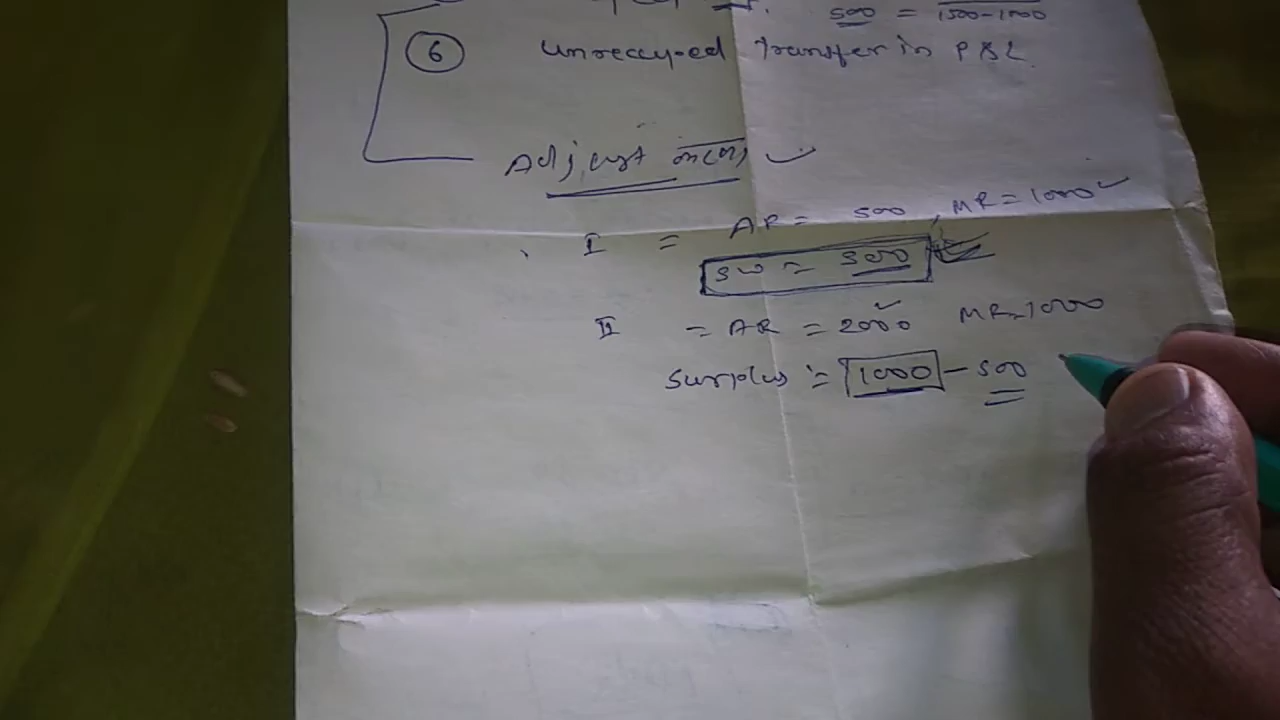 500 = 1500-1000
6 Unrecouped transfer in P&L.
Adjust
I = AR = 500, MR = 1000
SW = 500
II = AR = 2000 MR = 1000
Surplus = 1000 - 500